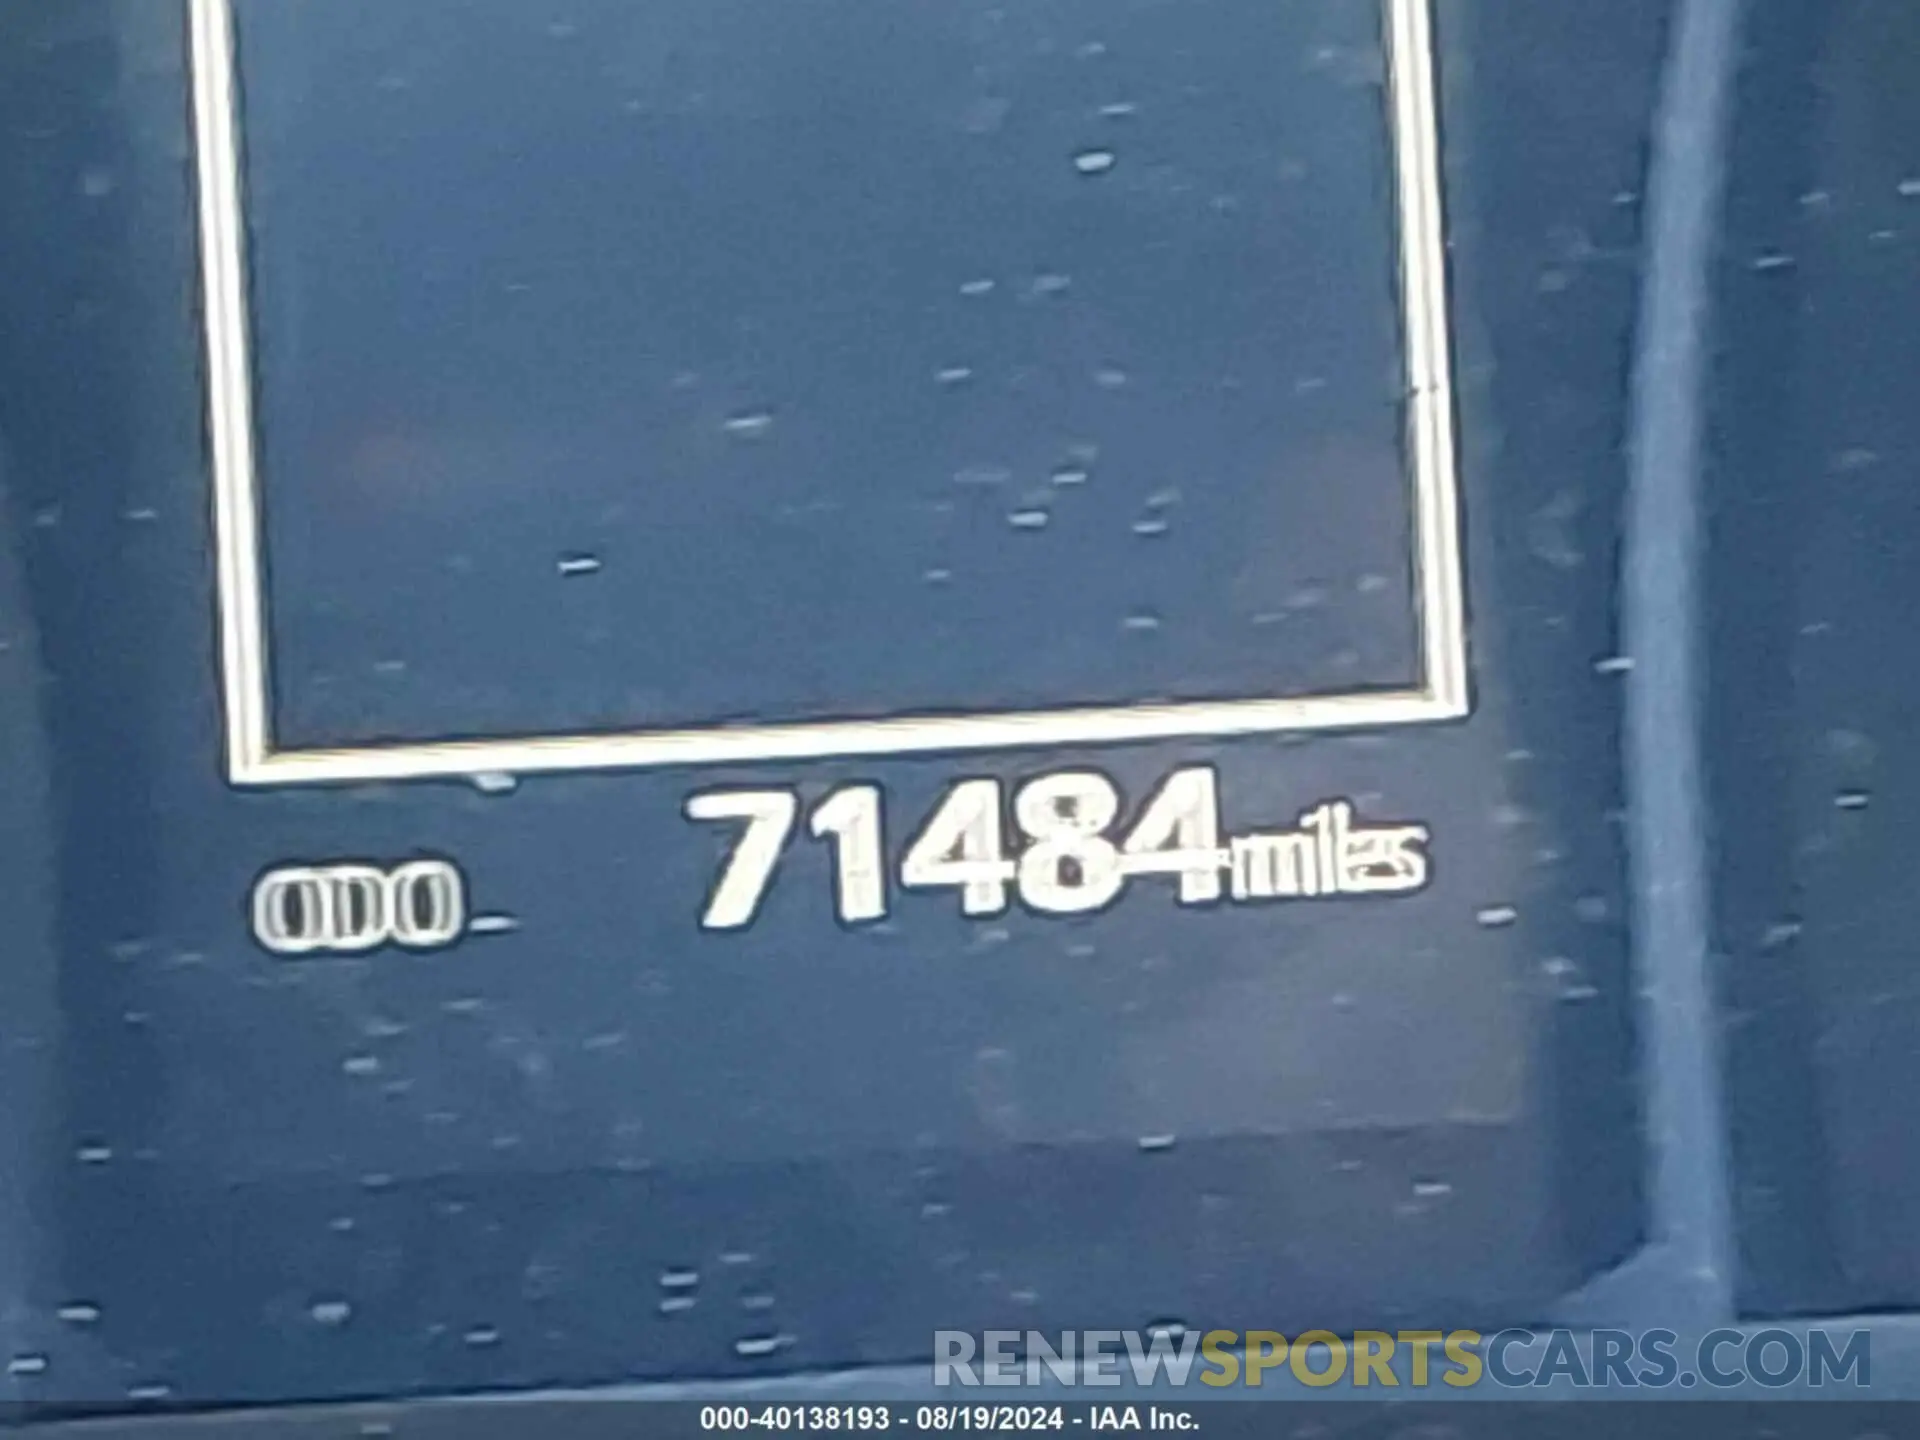 ODO 71484miles
RENEWSPORTSCARS.COM
000-40138193 - 08/19/2024 - IAA Inc.